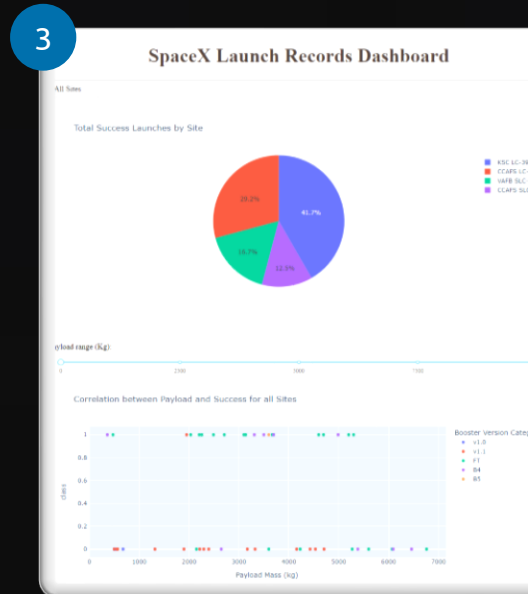 3
SpaceX Launch Records Dashboard
All Sites
Total Success Launches by Site
KSC LC-39
CCAFS LC-
VAFB SLC-
CCAFS SL
41.7%
29.2%
16.7%
12.5%
yload range (Kg)
0
2500
5000
7500
Correlation between Payload and Success for all Sites
Booster Version Categ
v1.0
v1.1
FT
B4
B5
class
1
0.8
0.6
0.4
0.2
0
0 1000 2000 3000 4000 5000 6000 7000
Payload Mass (kg)